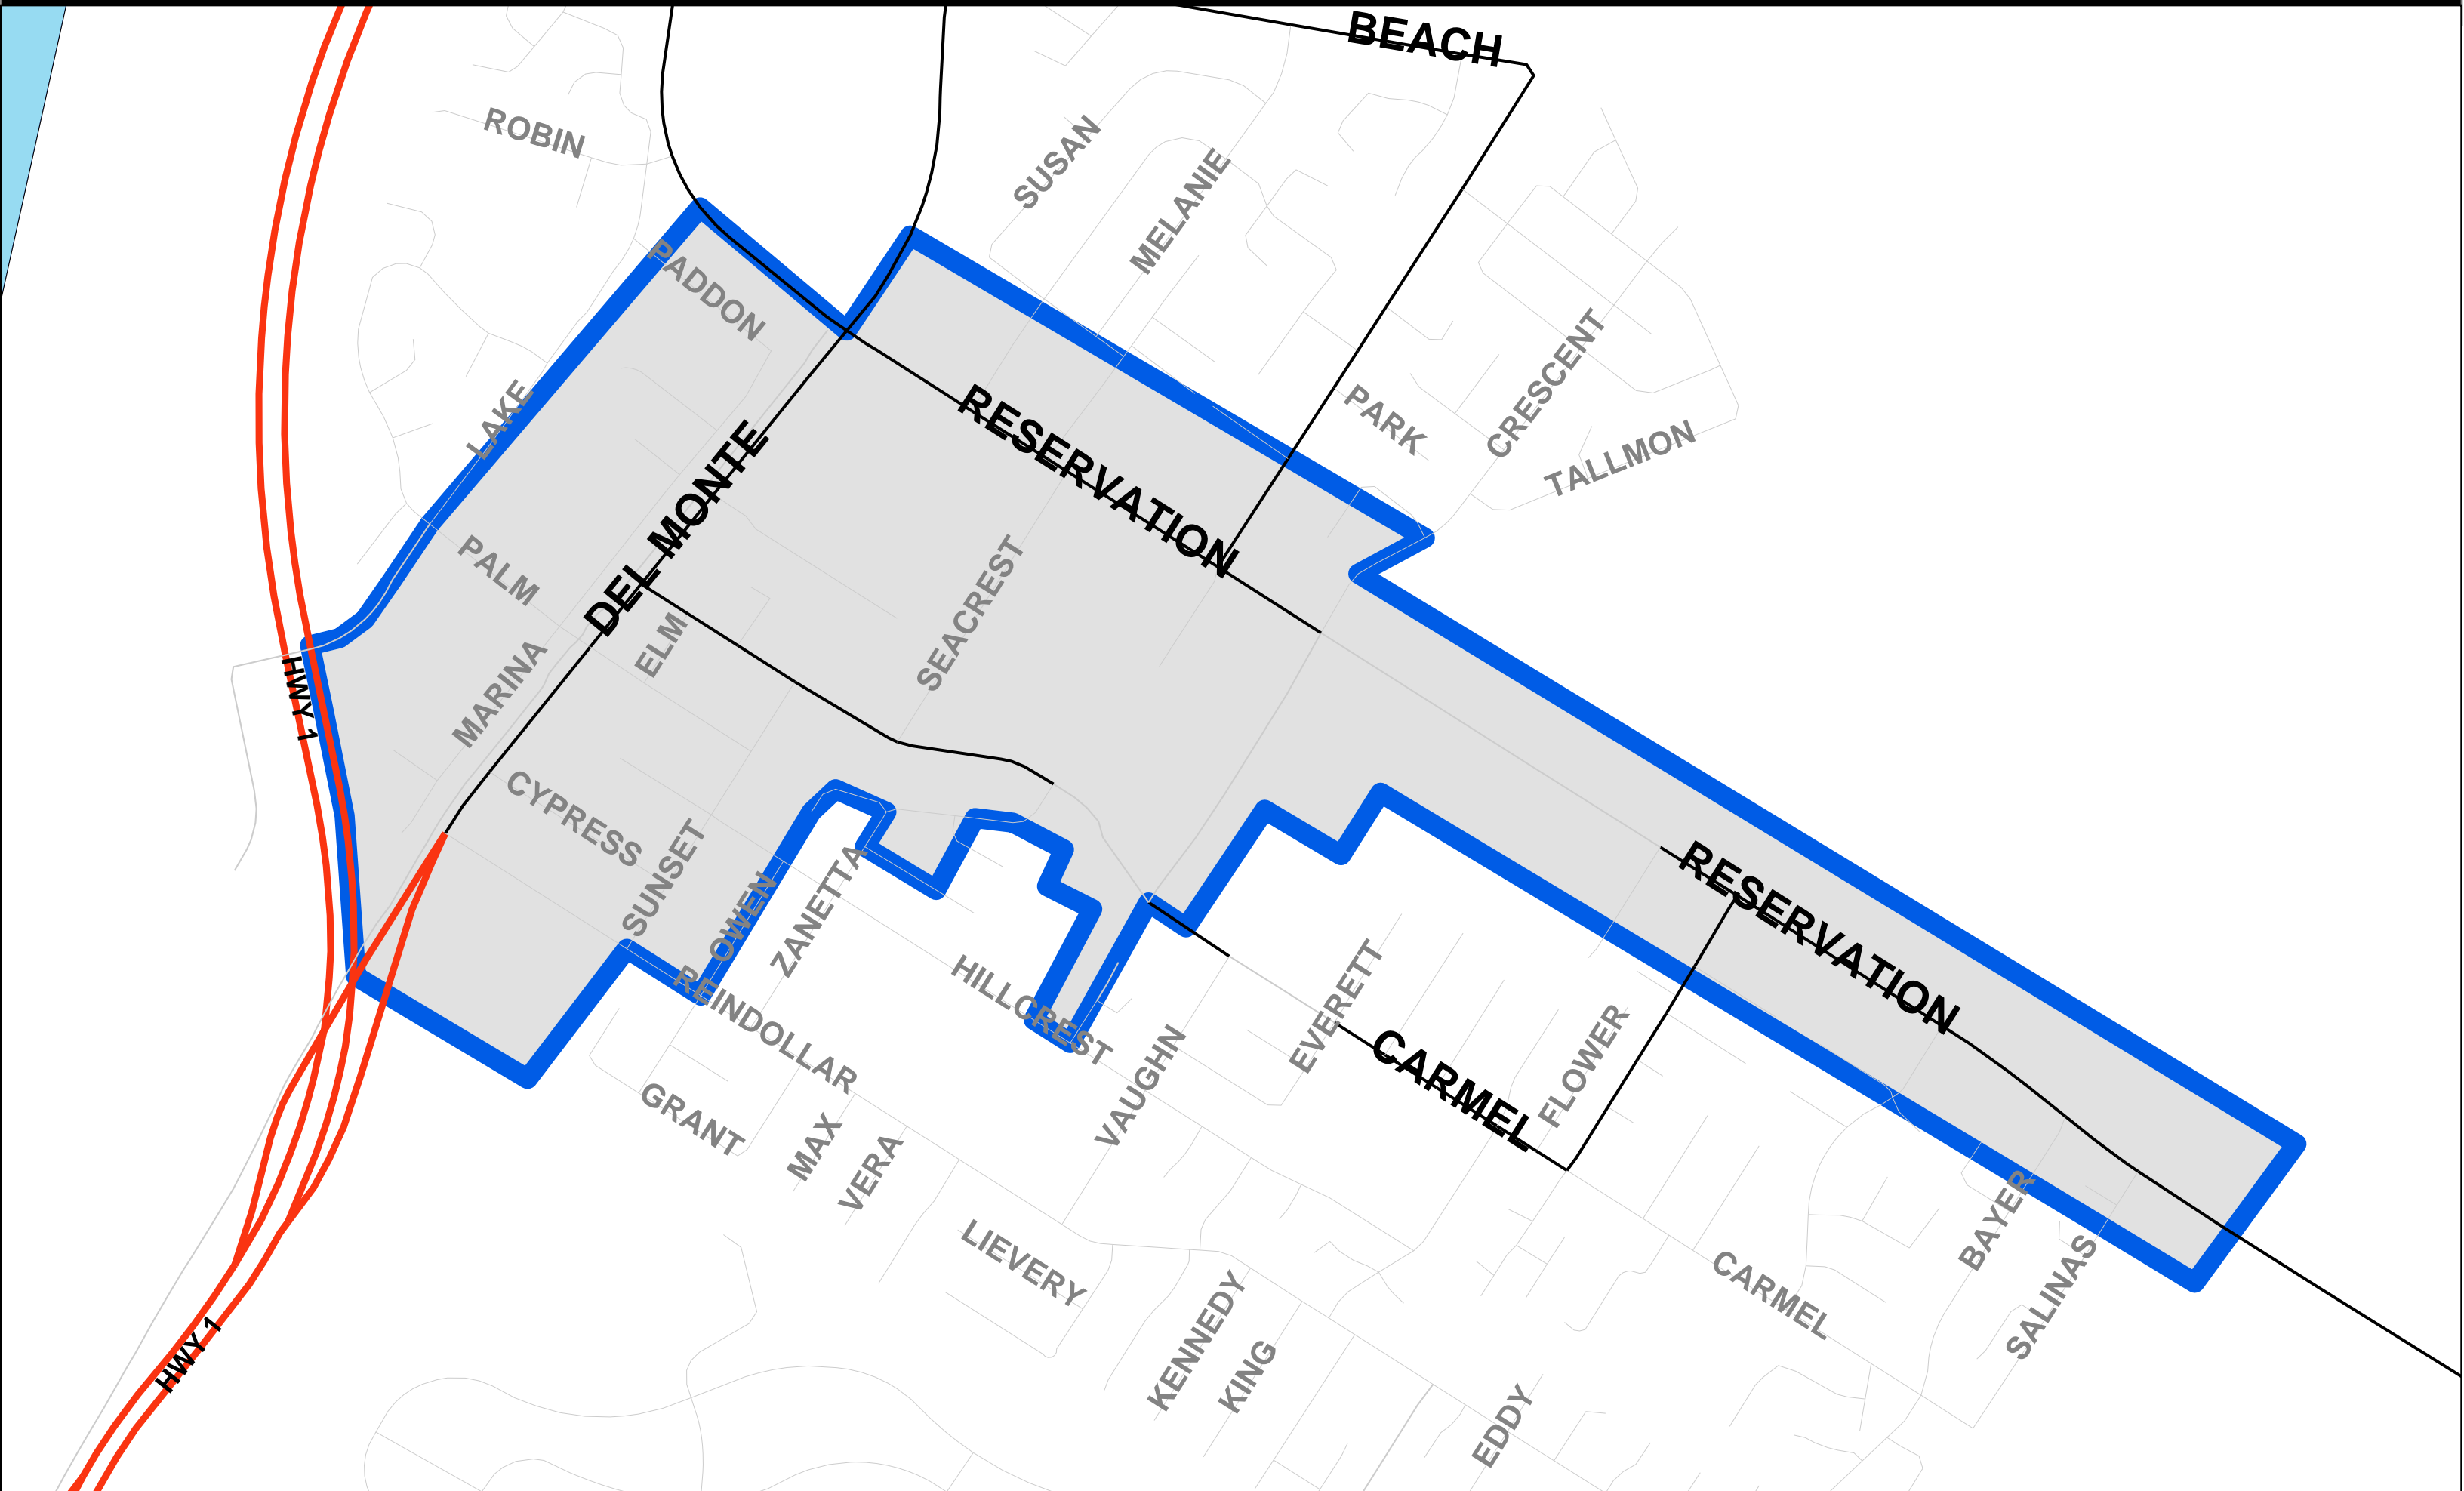 BEACH
ROBIN
SUSAN
MELANIE
PADDON
LAKE
RESERVATION
PARK
CRESCENT
TALLMON
DEL MONTE
PALM
MARINA
ELM
SEACREST
HWY 1
CYPRESS
SUNSET
OWEN
ZANETTA
REINDOLLAR
HILLCREST
GRANT
MAX
VERA
VAUGHN
EVERETT
CARMEL
FLOWER
RESERVATION
LIEVERY
KENNEDY
KING
EDDY
CARMEL
BAYER
SALINAS
HWY 1